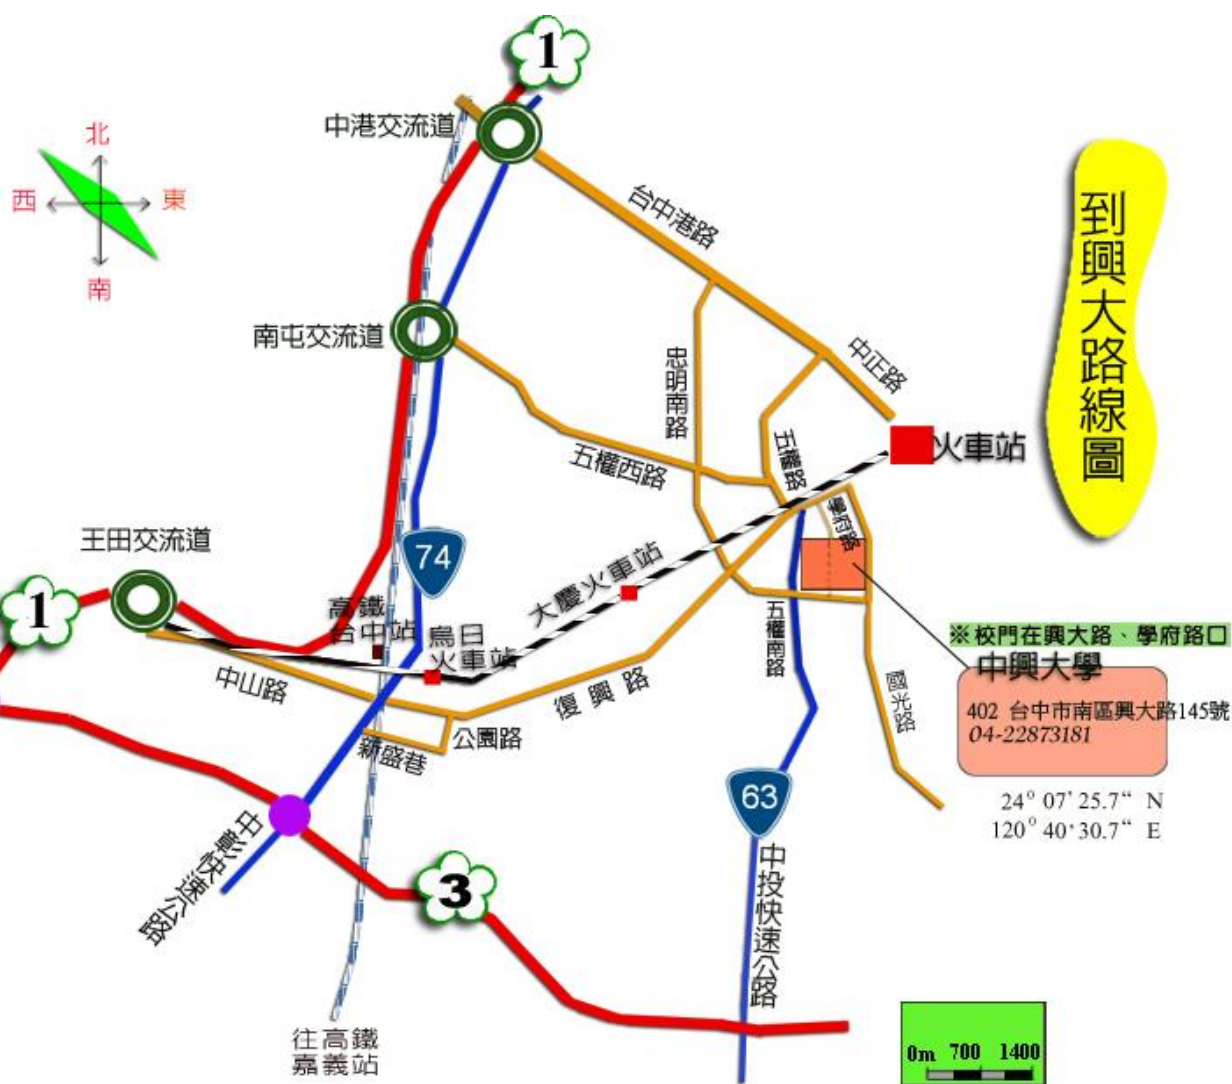 1
中港交流道
北
西
東
南
台中港路
到興大路線圖
南屯交流道
忠明南路
中正路
五權西路
五權路
火車站
學府路
王田交流道
74
大慶火車站
1
高鐵
台中站
烏日
火車站
五權南路
※校門在興大路、學府路口
中興大學
402 台中市南區興大路145號
04-22873181
中山路
復興路
國光路
公園路
新盛巷
24° 07' 25.7“ N
120° 40' 30.7“ E
63
中彰快速公路
3
中投快速公路
往高鐵
嘉義站
0m 700 1400